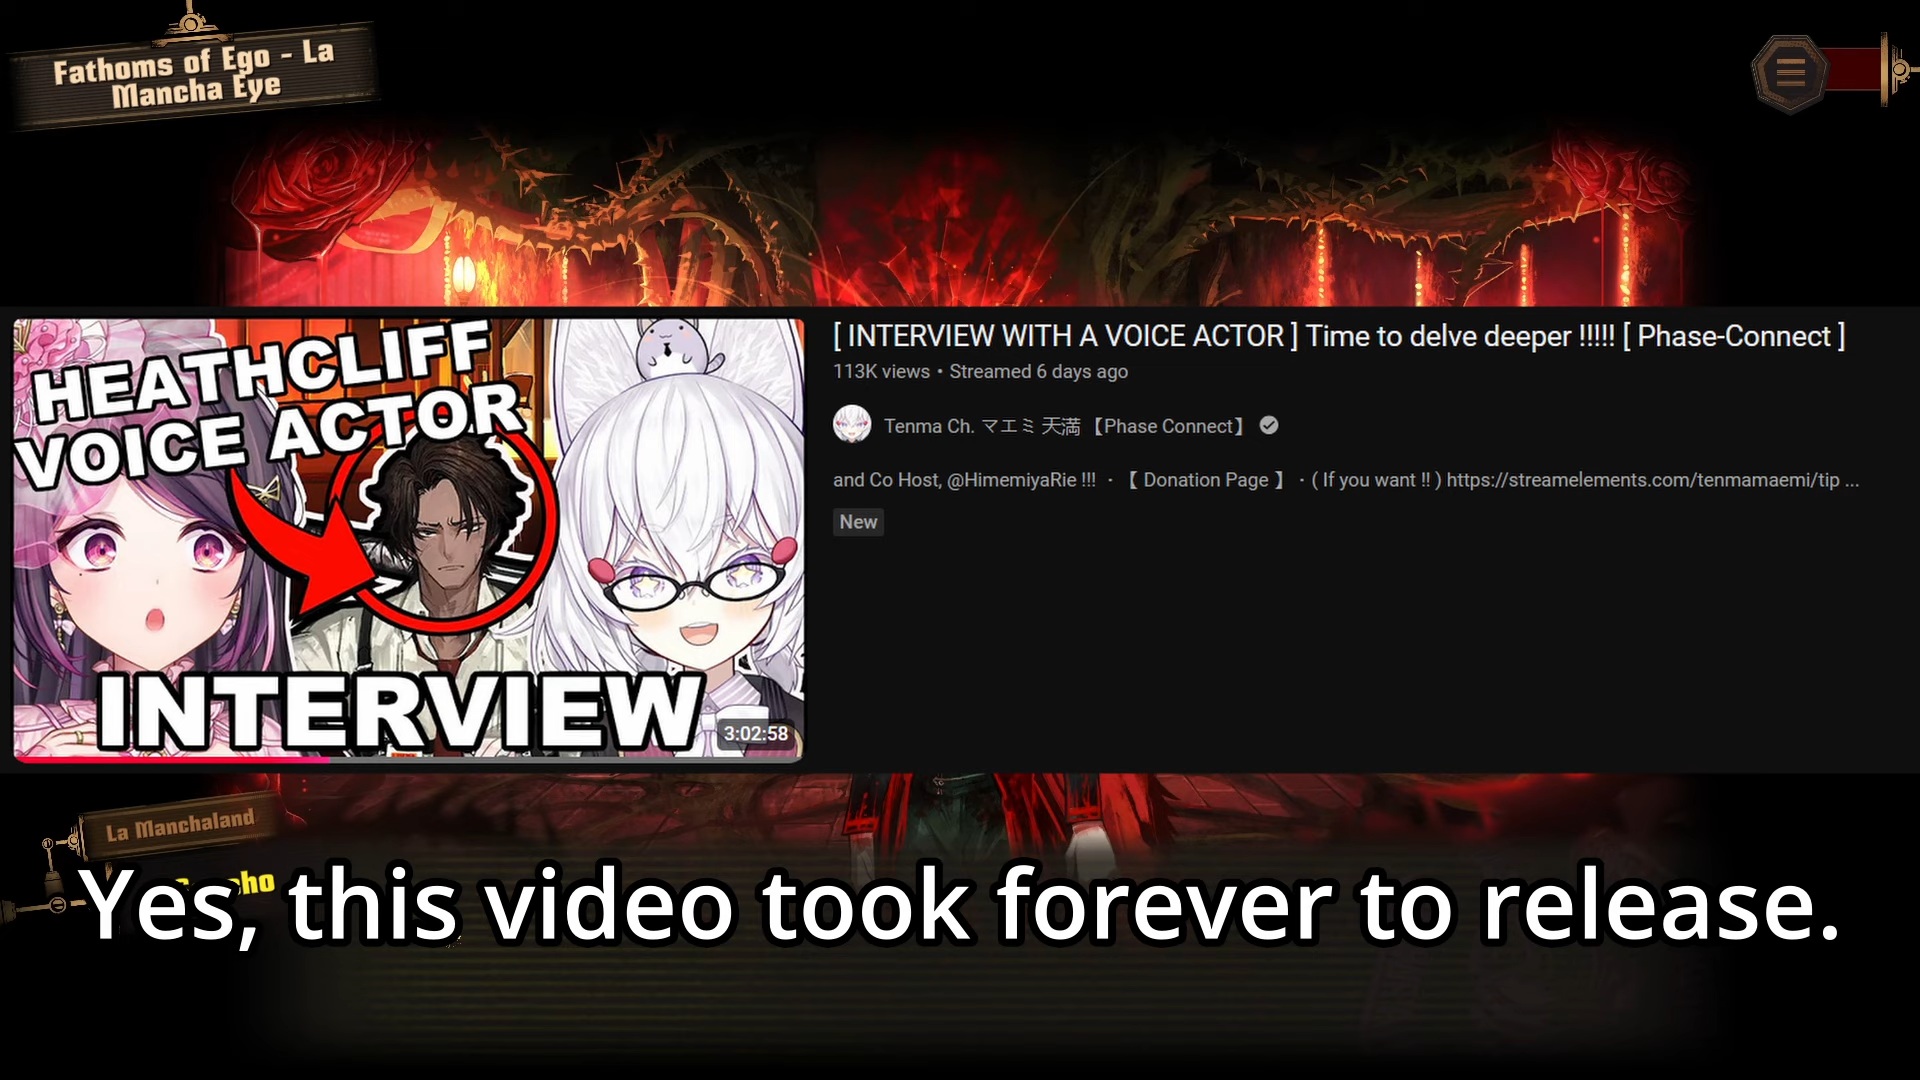 Fathoms of Ego - La
Mancha Eye
HEATHCLIFF
VOICE ACTOR
INTERVIEW
3:02:58
[ INTERVIEW WITH A VOICE ACTOR ] Time to delve deeper !!!!! [ Phase-Connect ]
113K views • Streamed 6 days ago
Tenma Ch. マエミ 天満 【Phase Connect】
and Co Host, @HimemiyaRie !!! ・【 Donation Page 】・( If you want !! ) https://streamelements.com/tenmamaemi/tip ...
New
La Manchaland
Yes, this video took forever to release.